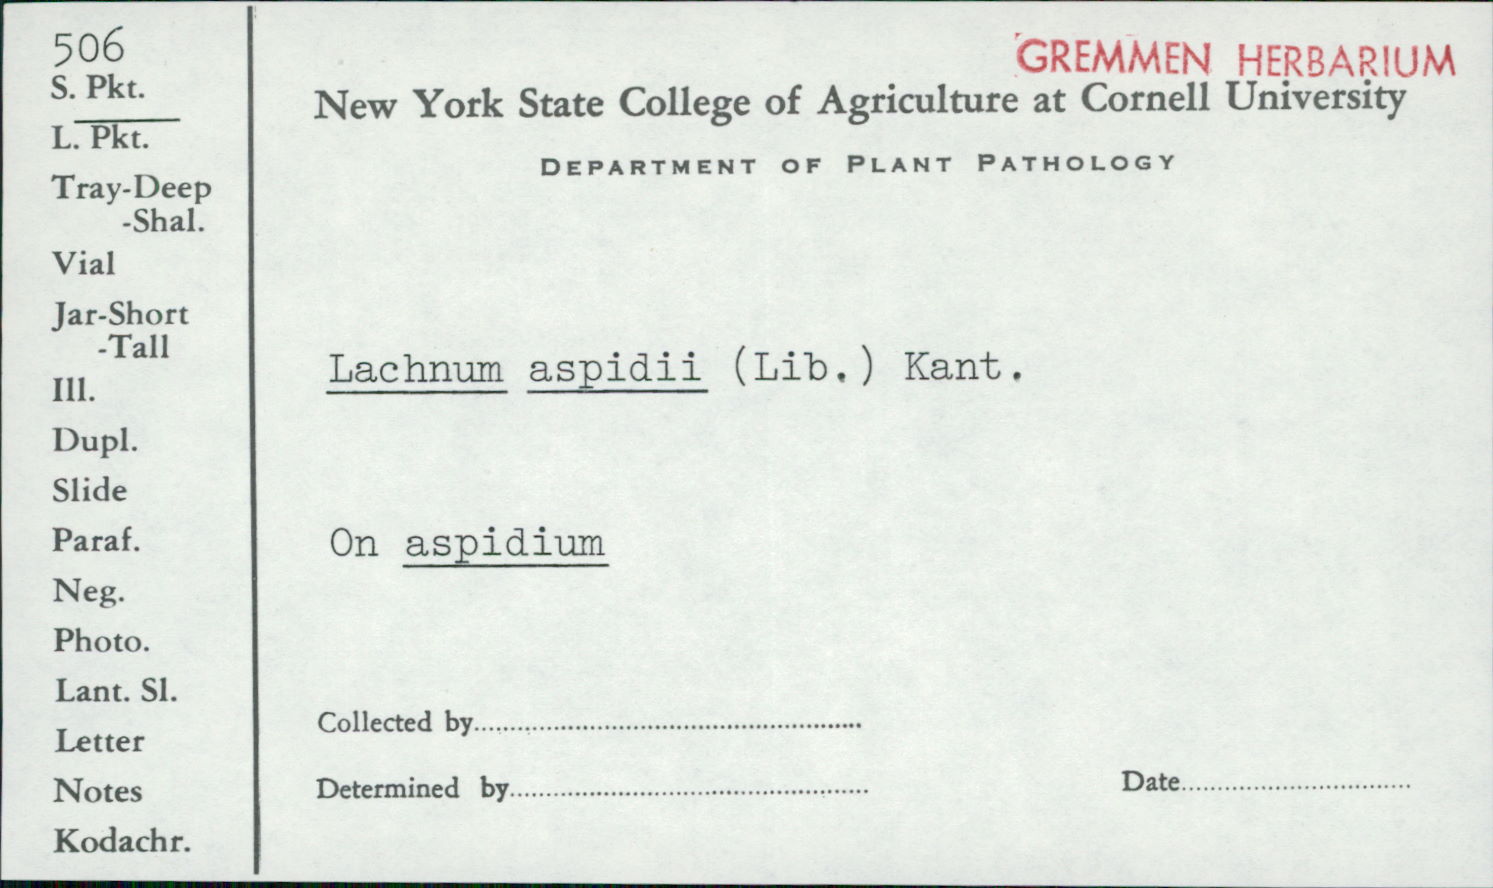 506
S. Pkt.
L. Pkt.
Tray-Deep
-Shal.
Vial
Jar-Short
-Tall
Ill.
Dupl.
Slide
Paraf.
Neg.
Photo.
Lant. Sl.
Letter
Notes
Kodachr.
GREMMEN HERBARIUM
New York State College of Agriculture at Cornell University
DEPARTMENT OF PLANT PATHOLOGY
Lachnum aspidii (Lib.) Kant.
On aspidium
Collected by
Determined by
Date